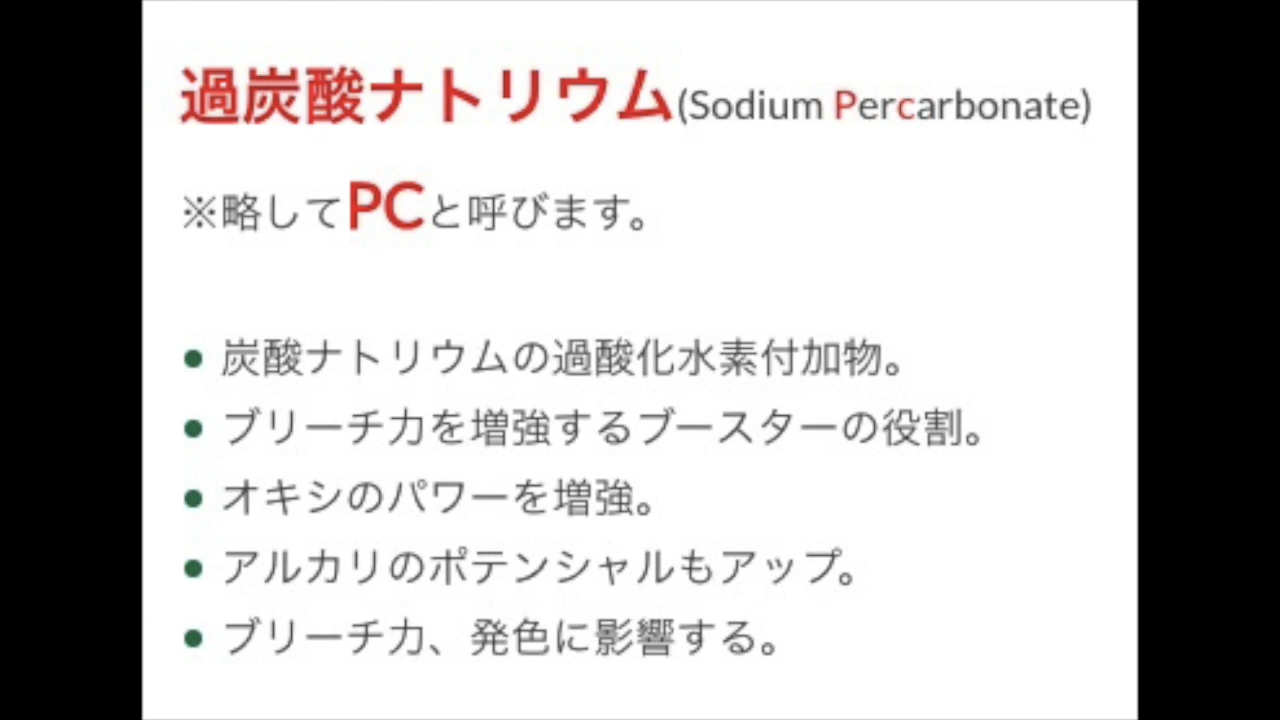 過炭酸ナトリウム(Sodium Percarbonate)
※略してPCと呼びます。
● 炭酸ナトリウムの過酸化水素付加物。
● ブリーチ力を増強するブースターの役割。
● オキシのパワーを増強。
● アルカリのポテンシャルもアップ。
● ブリーチ力、発色に影響する。